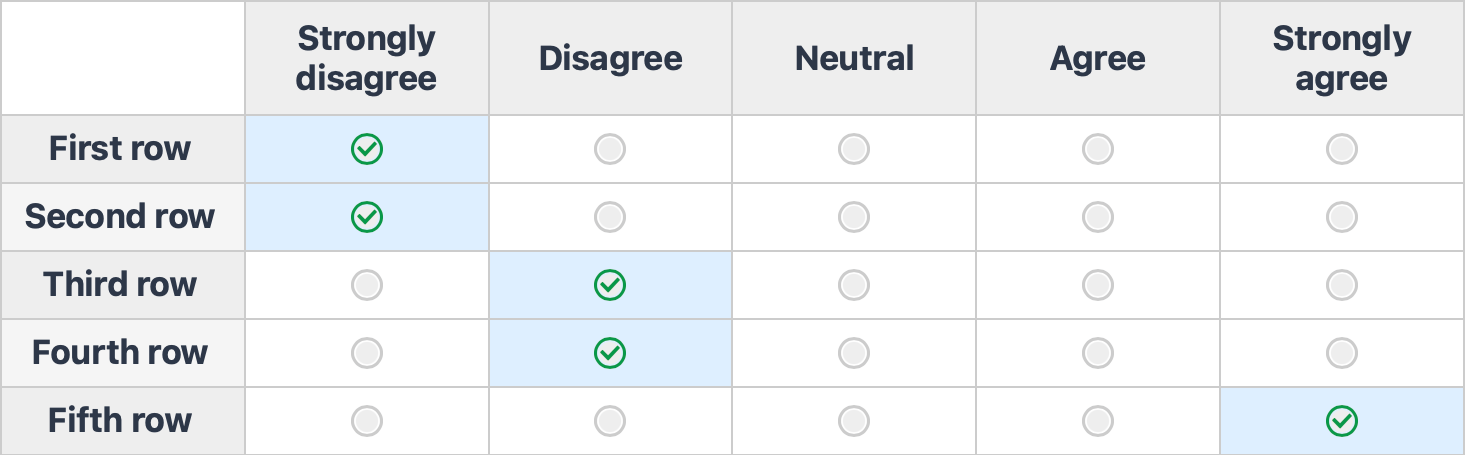 Strongly
disagree
Disagree
Neutral
Agree
Strongly
agree
First row
Second row
Third row
Fourth row
Fifth row